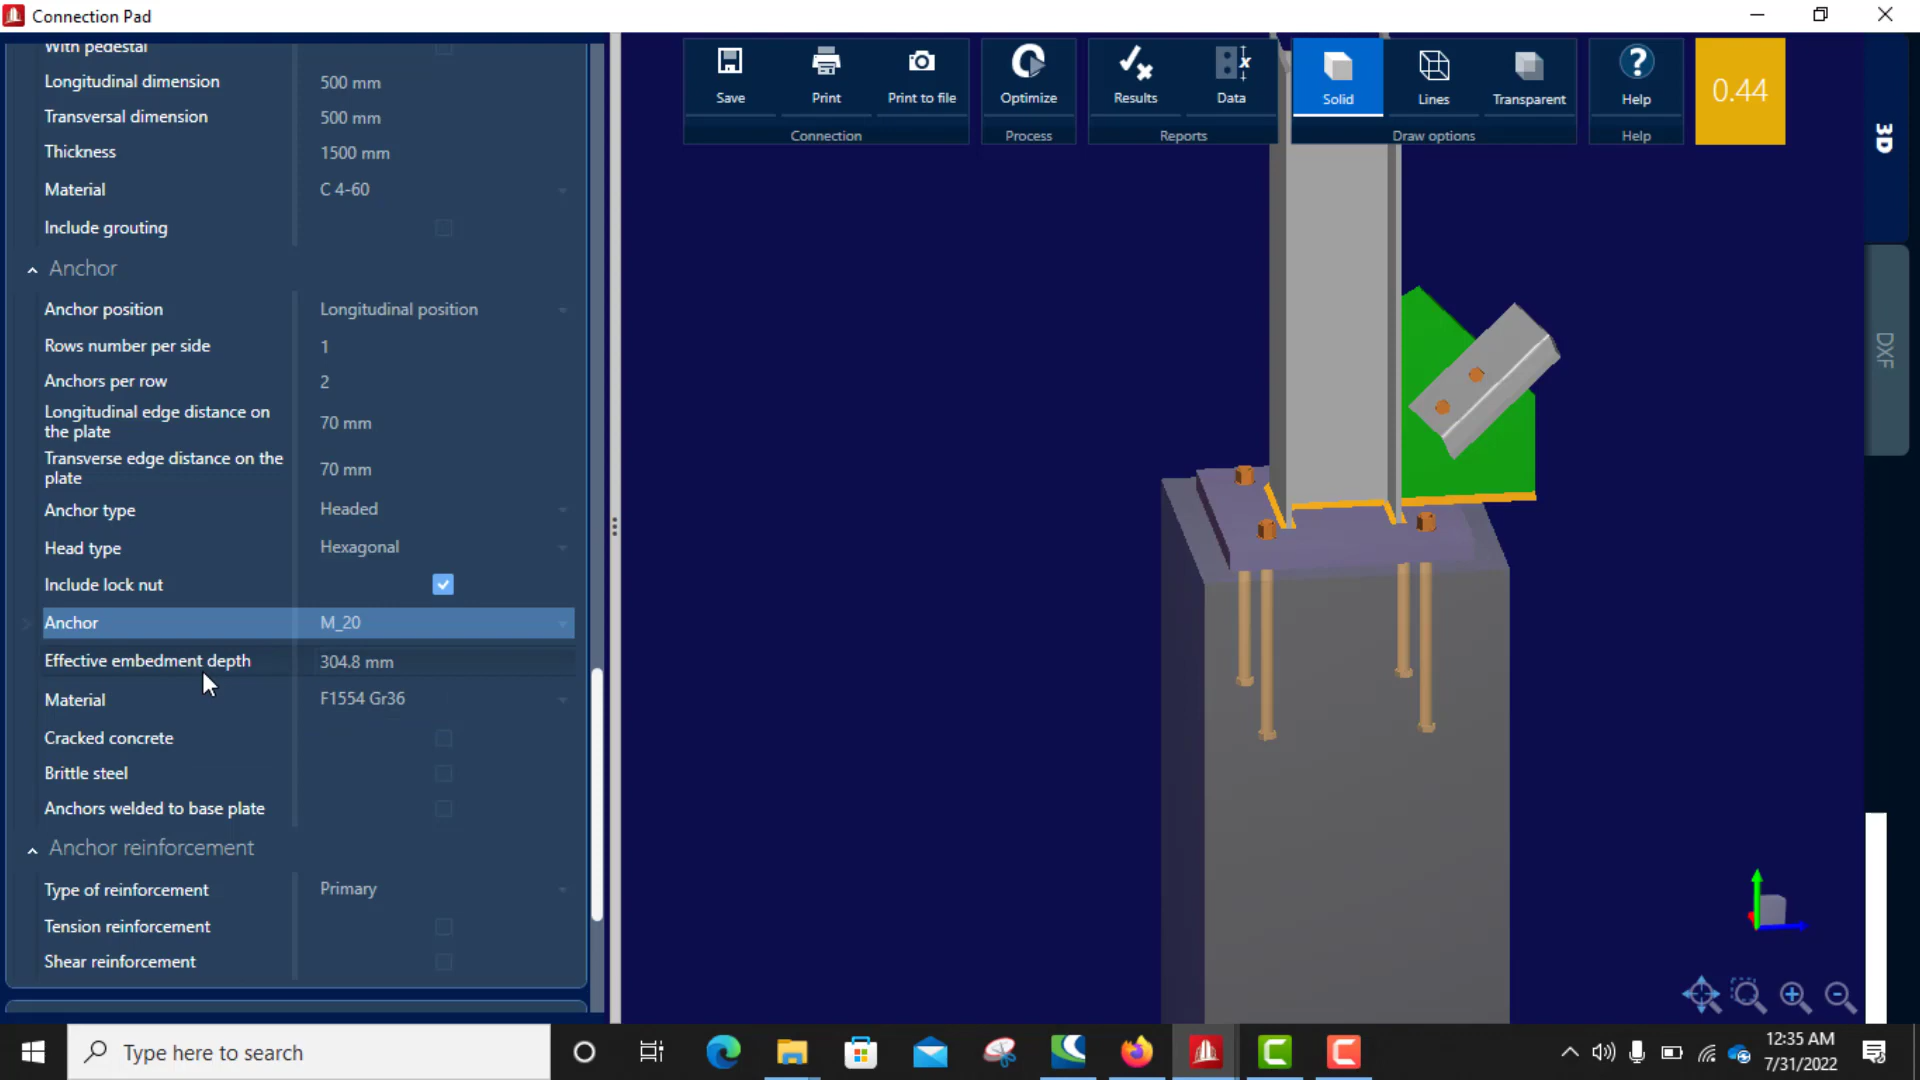 Connection Pad
With pedestal
Longitudinal dimension 500 mm
Transversal dimension 500 mm
Thickness 1500 mm
Material C 4-60
Include grouting
Anchor
Anchor position Longitudinal position
Rows number per side 1
Anchors per row 2
Longitudinal edge distance on
the plate 70 mm
Transverse edge distance on the
plate 70 mm
Anchor type Headed
Head type Hexagonal
Include lock nut
Anchor M_20
Effective embedment depth 304.8 mm
Material F1554 Gr36
Cracked concrete
Brittle steel
Anchors welded to base plate
Anchor reinforcement
Type of reinforcement Primary
Tension reinforcement
Shear reinforcement
Save Print Print to file Optimize Results Data Solid Lines Transparent Help
Connection Process Reports Draw options Help
0.44
3D
DXF
Type here to search
12:35 AM
7/31/2022